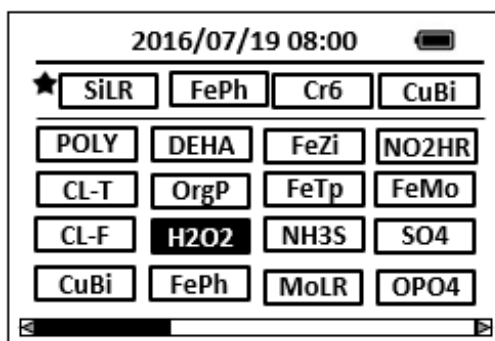 2016/07/19 08:00
SiLR FePh Cr6 CuBi
POLY DEHA FeZi NO2HR
CL-T OrgP FeTp FeMo
CL-F H2O2 NH3S SO4
CuBi FePh MoLR OPO4